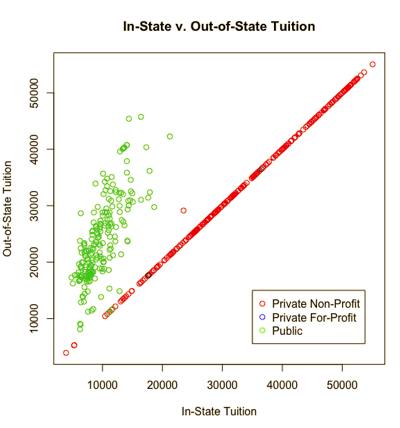 In-State v. Out-of-State Tuition
Out-of-State Tuition
50000
40000
30000
20000
10000
Private Non-Profit
Private For-Profit
Public
10000 20000 30000 40000 50000
In-State Tuition